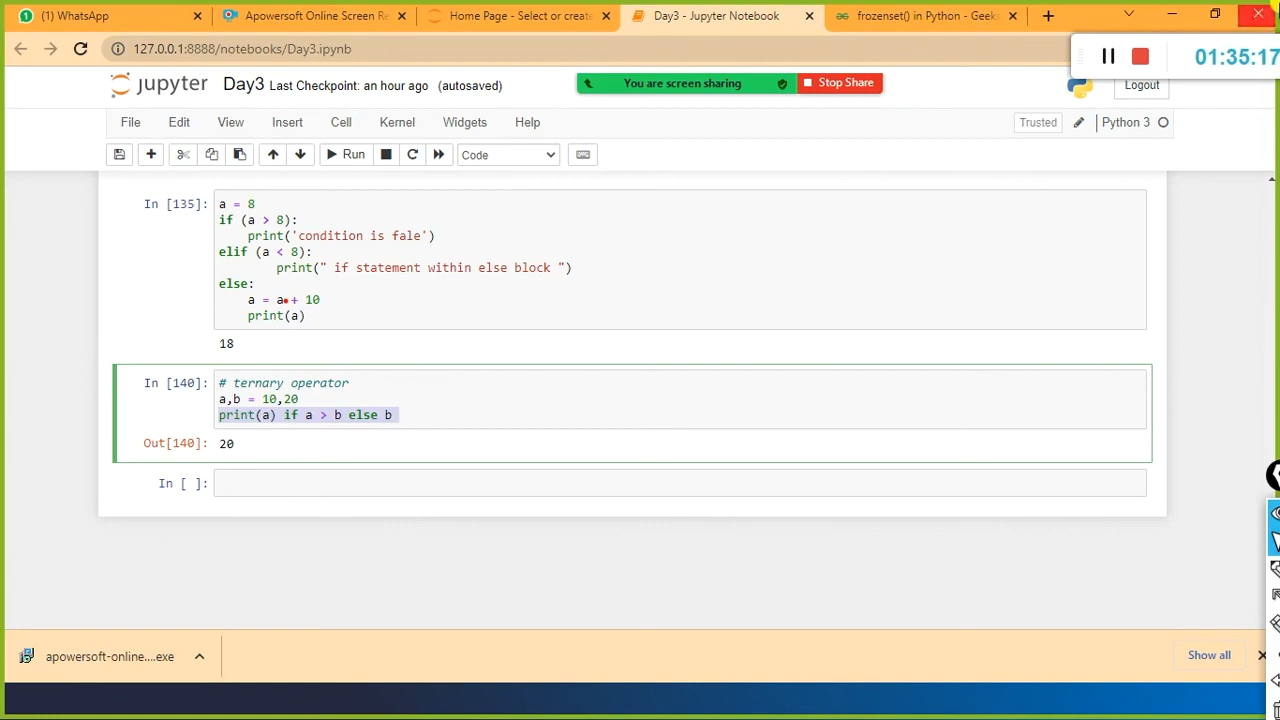 (1) WhatsApp
Apowersoft Online Screen Re
Home Page - Select or create
Day3 - Jupyter Notebook
frozenset() in Python - Geeks
127.0.0.1:8888/notebooks/Day3.ipynb
01:35:17
jupyter
Day3 Last Checkpoint: an hour ago (autosaved)
You are screen sharing
Stop Share
Logout
File
Edit
View
Insert
Cell
Kernel
Widgets
Help
Trusted
Python 3
Run
Code
In [135]:
a = 8
if (a > 8):
print('condition is fale')
elif (a < 8):
print(" if statement within else block ")
else:
a = a + 10
print(a)
18
In [140]:
# ternary operator
a,b = 10,20
print(a) if a > b else b
Out[140]:
20
In [ ]:
apowersoft-online....exe
Show all